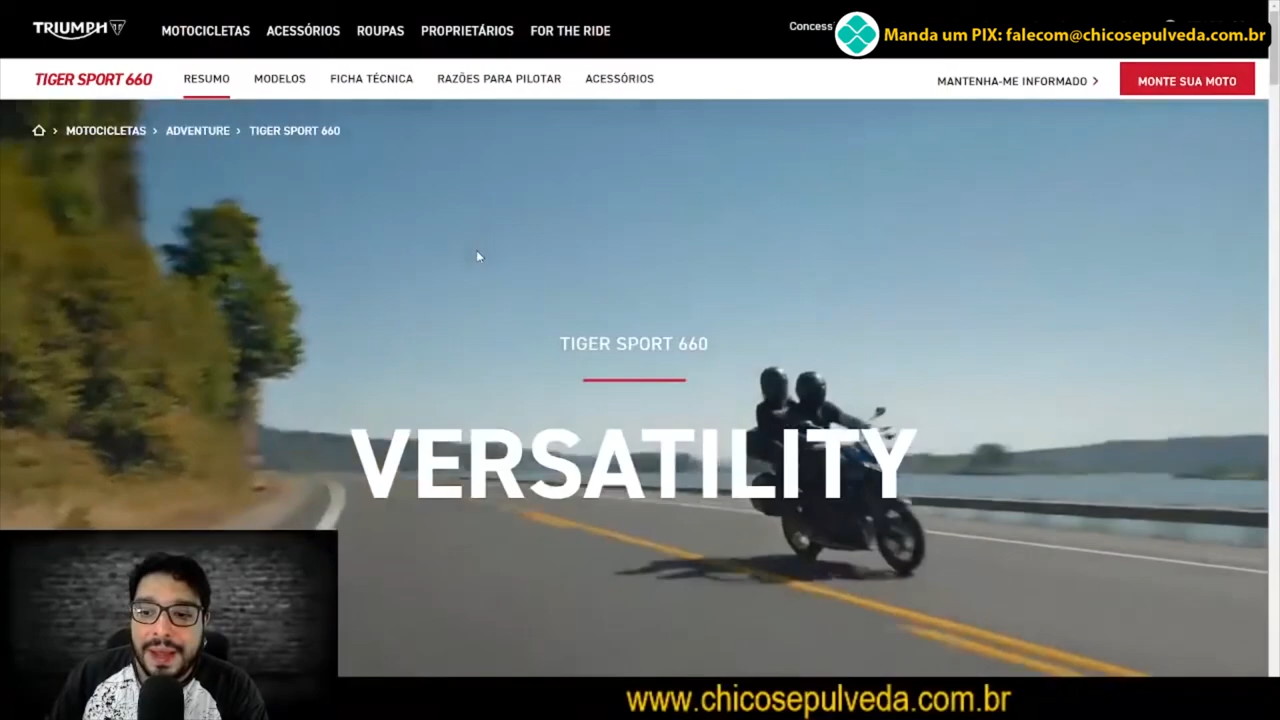 TRIUMPH
MOTOCICLETAS ACESSÓRIOS ROUPAS PROPRIETÁRIOS FOR THE RIDE
Concess
Manda um PIX: falecom@chicosepulveda.com.br
TIGER SPORT 660
RESUMO MODELOS FICHA TÉCNICA RAZÕES PARA PILOTAR ACESSÓRIOS
MANTENHA-ME INFORMADO
MONTE SUA MOTO
MOTOCICLETAS > ADVENTURE > TIGER SPORT 660
TIGER SPORT 660
VERSATILITY
www.chicosepulveda.com.br